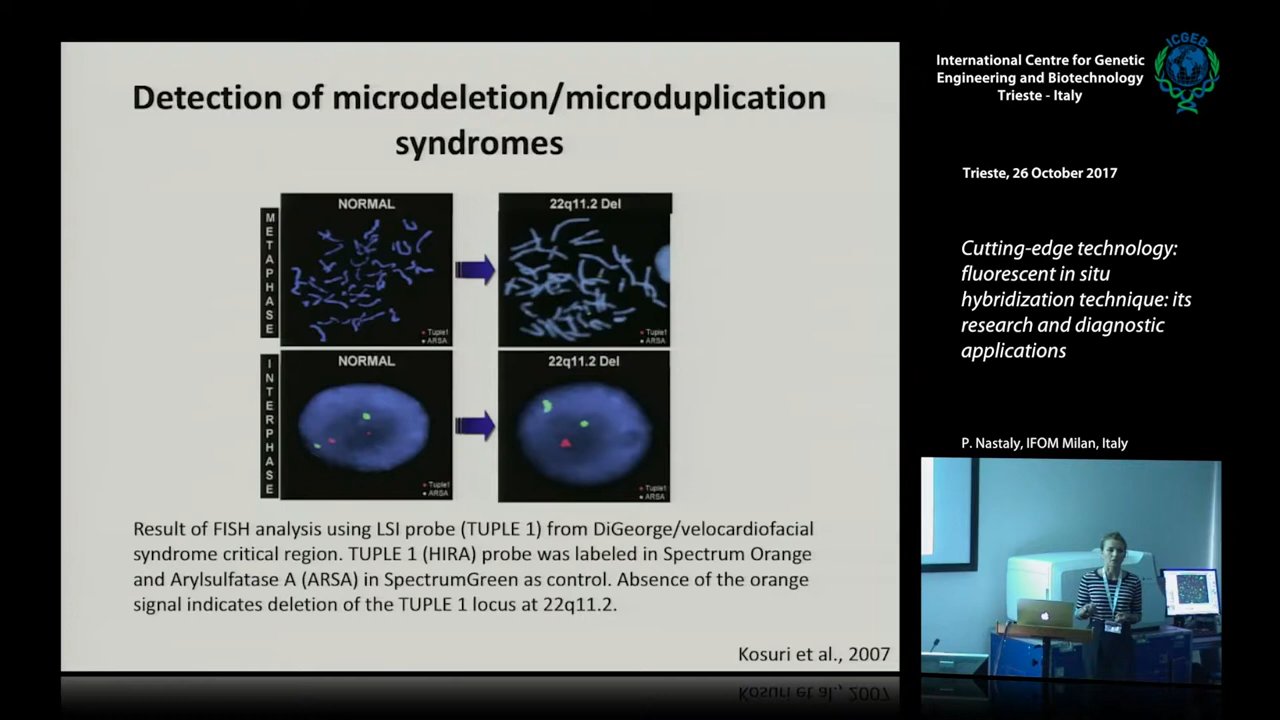 Detection of microdeletion/microduplication
syndromes
METAPHASE
NORMAL
Tuple1
ARSA
22q11.2 Del
Tuple1
ARSA
INTERPHASE
NORMAL
Tuple1
ARSA
22q11.2 Del
Tuple1
ARSA
Result of FISH analysis using LSI probe (TUPLE 1) from DiGeorge/velocardiofacial
syndrome critical region. TUPLE 1 (HIRA) probe was labeled in Spectrum Orange
and Arylsulfatase A (ARSA) in SpectrumGreen as control. Absence of the orange
signal indicates deletion of the TUPLE 1 locus at 22q11.2.
Kosuri et al., 2007
International Centre for Genetic
Engineering and Biotechnology
Trieste - Italy
ICGEB
Trieste, 26 October 2017
Cutting-edge technology:
fluorescent in situ
hybridization technique: its
research and diagnostic
applications
P. Nastaly, IFOM Milan, Italy